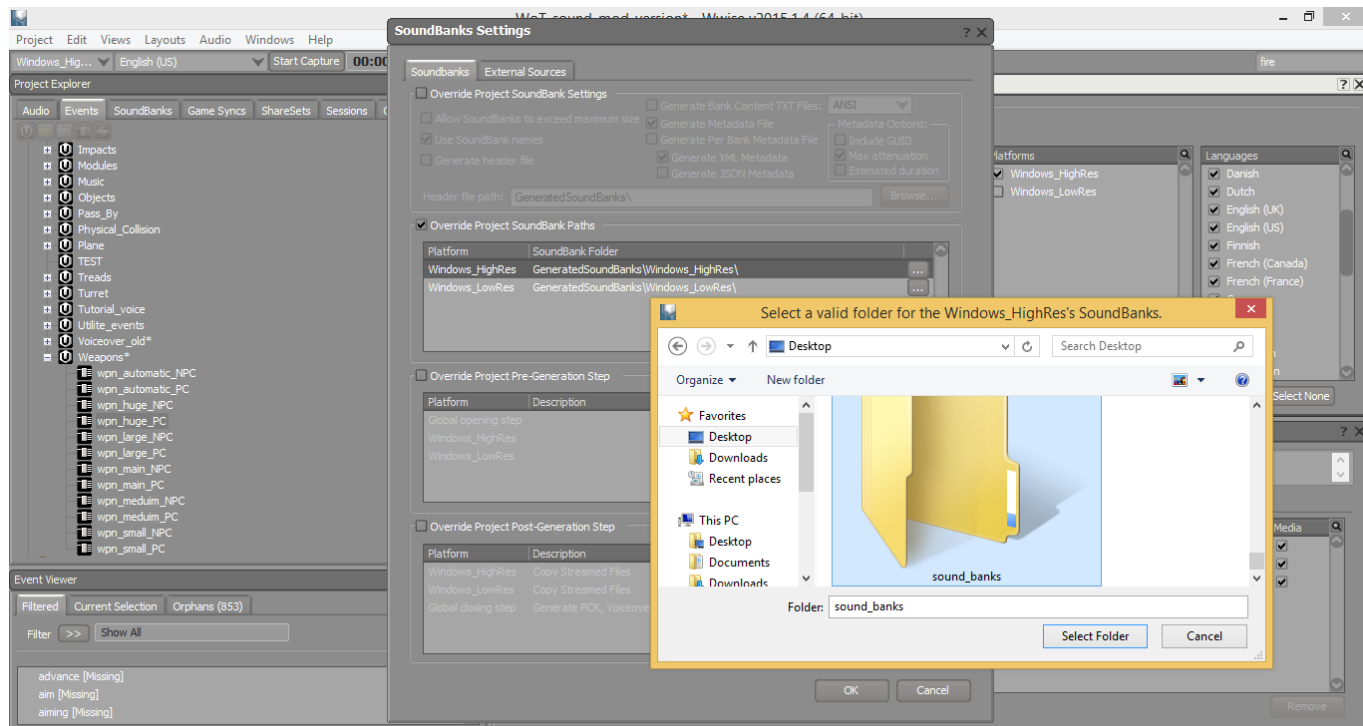 WoT_sound_mod_version* - Wwise v2015.1.4 (64-bit)
Project Edit Views Layouts Audio Windows Help
Windows_Hig... English (US) Start Capture 00:00
fire
Project Explorer
Audio Events SoundBanks Game Syncs ShareSets Sessions
Impacts
Modules
Music
Objects
Pass_By
Physical_Collision
Plane
TEST
Treads
Turret
Tutorial_voice
Utilite_events
Voiceover_old*
Weapons*
wpn_automatic_NPC
wpn_automatic_PC
wpn_huge_NPC
wpn_huge_PC
wpn_large_NPC
wpn_large_PC
wpn_main_NPC
wpn_main_PC
wpn_meduim_NPC
wpn_meduim_PC
wpn_small_NPC
wpn_small_PC
Event Viewer
Filtered Current Selection Orphans (853)
Filter >> Show All
advance [Missing]
aim [Missing]
aiming [Missing]
SoundBanks Settings
? X
Soundbanks External Sources
Override Project SoundBank Settings
Allow SoundBanks to exceed maximum size
Use SoundBank names
Generate header file
Generate Bank Content TXT Files: ANSI
Generate Metadata File
Generate Per Bank Metadata File
Generate XML Metadata
Generate JSON Metadata
Metadata Options:
Include GUID
Max attenuation
Estimated duration
Header file path: GeneratedSoundBanks\ Browse...
Override Project SoundBank Paths
Platform SoundBank Folder
Windows_HighRes GeneratedSoundBanks\Windows_HighRes\ ...
Windows_LowRes GeneratedSoundBanks\Windows_LowRes\ ...
Override Project Pre-Generation Step
Platform Description
Global opening step
Windows_HighRes
Windows_LowRes
Override Project Post-Generation Step
Platform Description
Windows_HighRes Copy Streamed Files
Windows_LowRes Copy Streamed Files
Global closing step Generate PCK, Voiceove
OK Cancel
Select a valid folder for the Windows_HighRes's SoundBanks.
Desktop
Search Desktop
Organize New folder
Favorites
Desktop
Downloads
Recent places
This PC
Desktop
Documents
Downloads
sound_banks
Folder: sound_banks
Select Folder Cancel
latforms
Windows_HighRes
Windows_LowRes
Languages
Danish
Dutch
English (UK)
English (US)
Finnish
French (Canada)
French (France)
Select None
Media
Remove